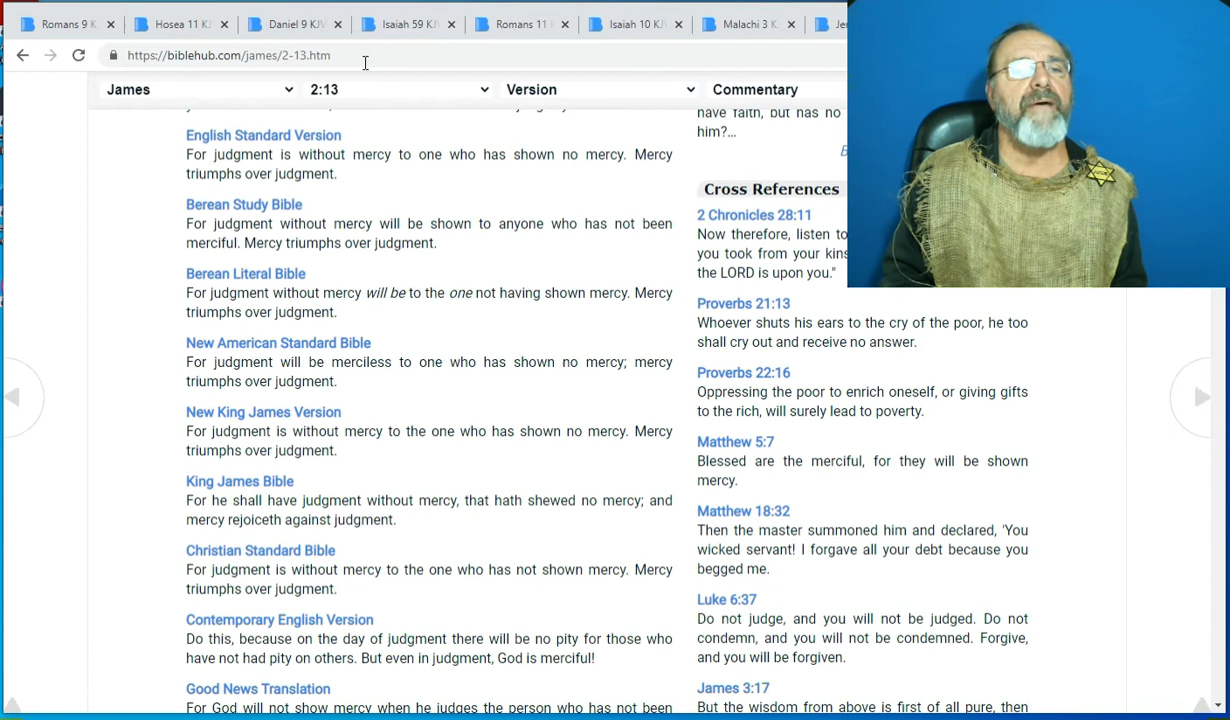 Romans 9 K
Hosea 11 KJ
Daniel 9 KJV
Isaiah 59 KJV
Romans 11
Isaiah 10 KJV
Malachi 3 KJ
Je
https://biblehub.com/james/2-13.htm
James
2:13
Version
Commentary
English Standard Version
For judgment is without mercy to one who has shown no mercy. Mercy
triumphs over judgment.
Berean Study Bible
For judgment without mercy will be shown to anyone who has not been
merciful. Mercy triumphs over judgment.
Berean Literal Bible
For judgment without mercy will be to the one not having shown mercy. Mercy
triumphs over judgment.
New American Standard Bible
For judgment will be merciless to one who has shown no mercy; mercy
triumphs over judgment.
New King James Version
For judgment is without mercy to the one who has shown no mercy. Mercy
triumphs over judgment.
King James Bible
For he shall have judgment without mercy, that hath shewed no mercy; and
mercy rejoiceth against judgment.
Christian Standard Bible
For judgment is without mercy to the one who has not shown mercy. Mercy
triumphs over judgment.
Contemporary English Version
Do this, because on the day of judgment there will be no pity for those who
have not had pity on others. But even in judgment, God is merciful!
Good News Translation
For God will not show mercy when he judges the person who has not been
have faith, but has no
him?...
Cross References
2 Chronicles 28:11
Now therefore, listen to
you took from your kins
the LORD is upon you."
Proverbs 21:13
Whoever shuts his ears to the cry of the poor, he too
shall cry out and receive no answer.
Proverbs 22:16
Oppressing the poor to enrich oneself, or giving gifts
to the rich, will surely lead to poverty.
Matthew 5:7
Blessed are the merciful, for they will be shown
mercy.
Matthew 18:32
Then the master summoned him and declared, 'You
wicked servant! I forgave all your debt because you
begged me.
Luke 6:37
Do not judge, and you will not be judged. Do not
condemn, and you will not be condemned. Forgive,
and you will be forgiven.
James 3:17
But the wisdom from above is first of all pure, then